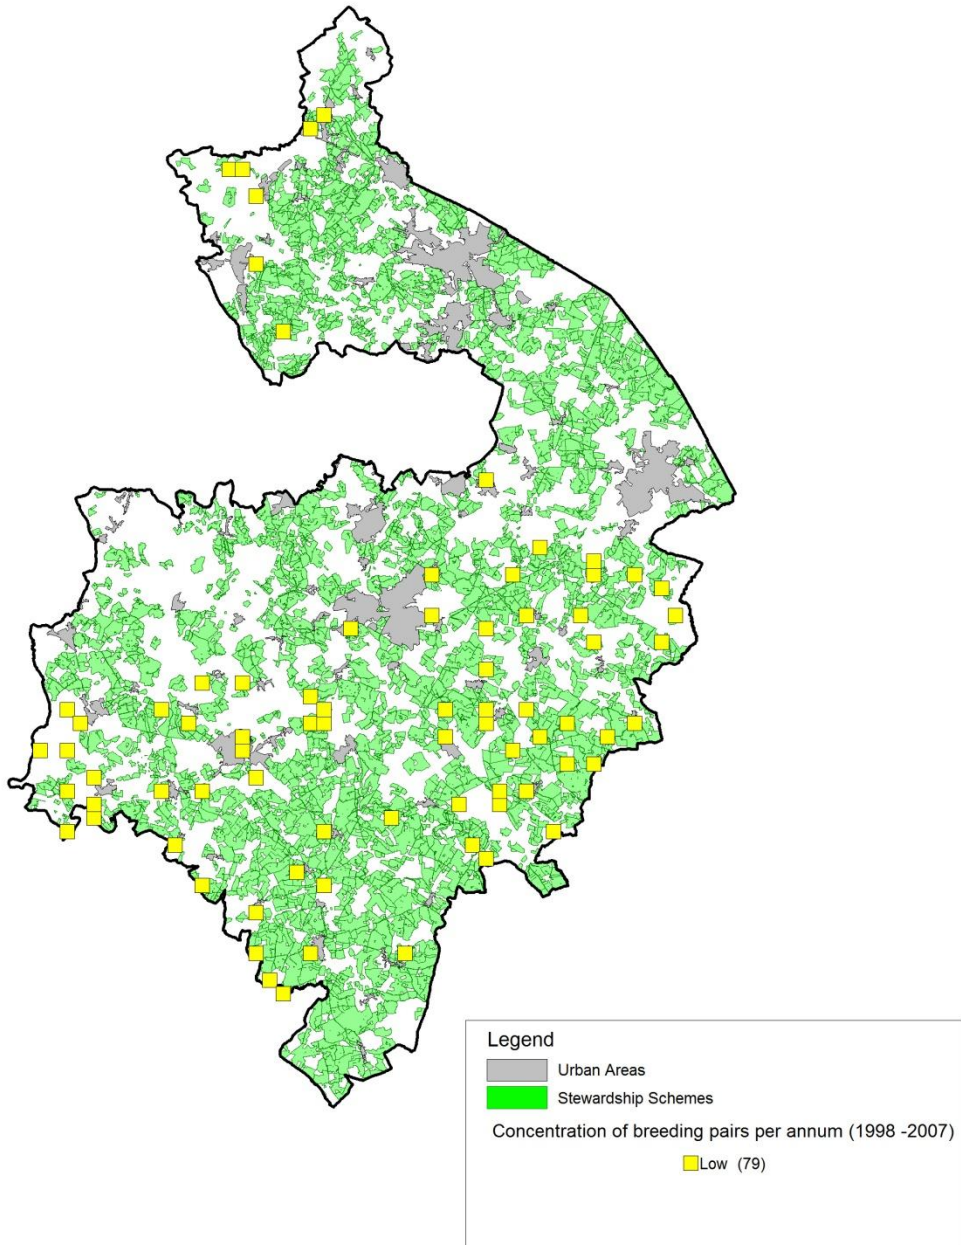 Legend
Urban Areas
Stewardship Schemes
Concentration of breeding pairs per annum (1998 -2007)
Low (79)